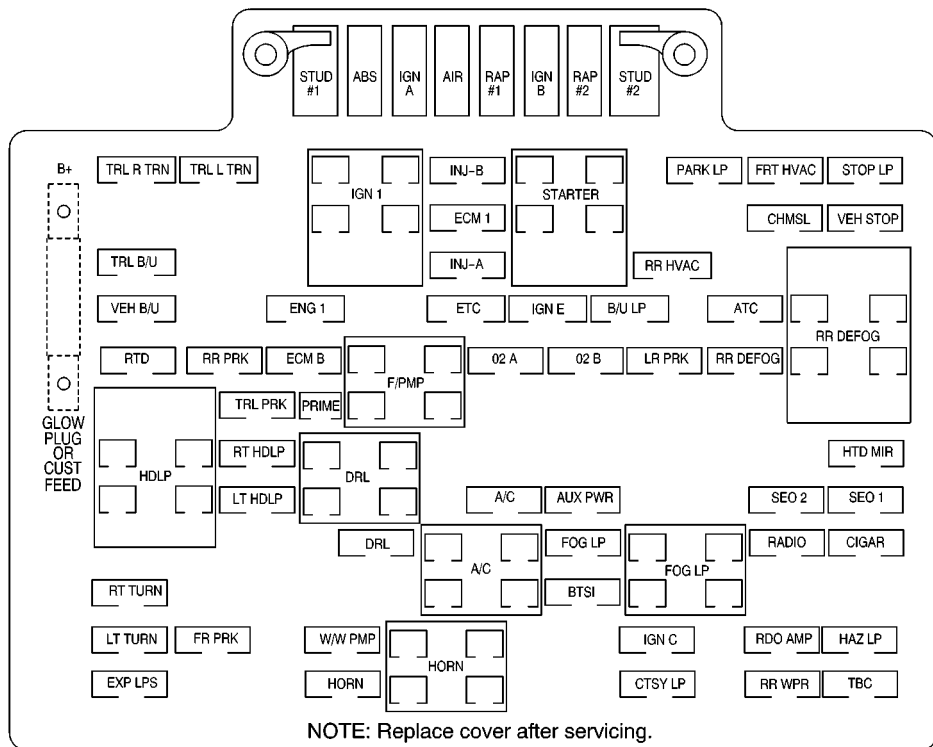 STUD #1
ABS
IGN A
AIR
RAP #1
IGN B
RAP #2
STUD #2
B+
TRL R TRN
TRL L TRN
IGN 1
INJ-B
STARTER
PARK LP
FRT HVAC
STOP LP
ECM 1
CHMSL
VEH STOP
TRL B/U
INJ-A
RR HVAC
VEH B/U
ENG 1
ETC
IGN E
B/U LP
ATC
RR DEFOG
RTD
RR PRK
ECM B
F/PMP
02 A
02 B
LR PRK
RR DEFOG
TRL PRK
PRIME
GLOW
PLUG
OR
CUST
FEED
HDLP
RT HDLP
DRL
HTD MIR
LT HDLP
A/C
AUX PWR
SEO 2
SEO 1
DRL
A/C
FOG LP
FOG LP
RADIO
CIGAR
RT TURN
BTSI
LT TURN
FR PRK
W/W PMP
HORN
IGN C
RDO AMP
HAZ LP
EXP LPS
HORN
CTSY LP
RR WPR
TBC
NOTE: Replace cover after servicing.